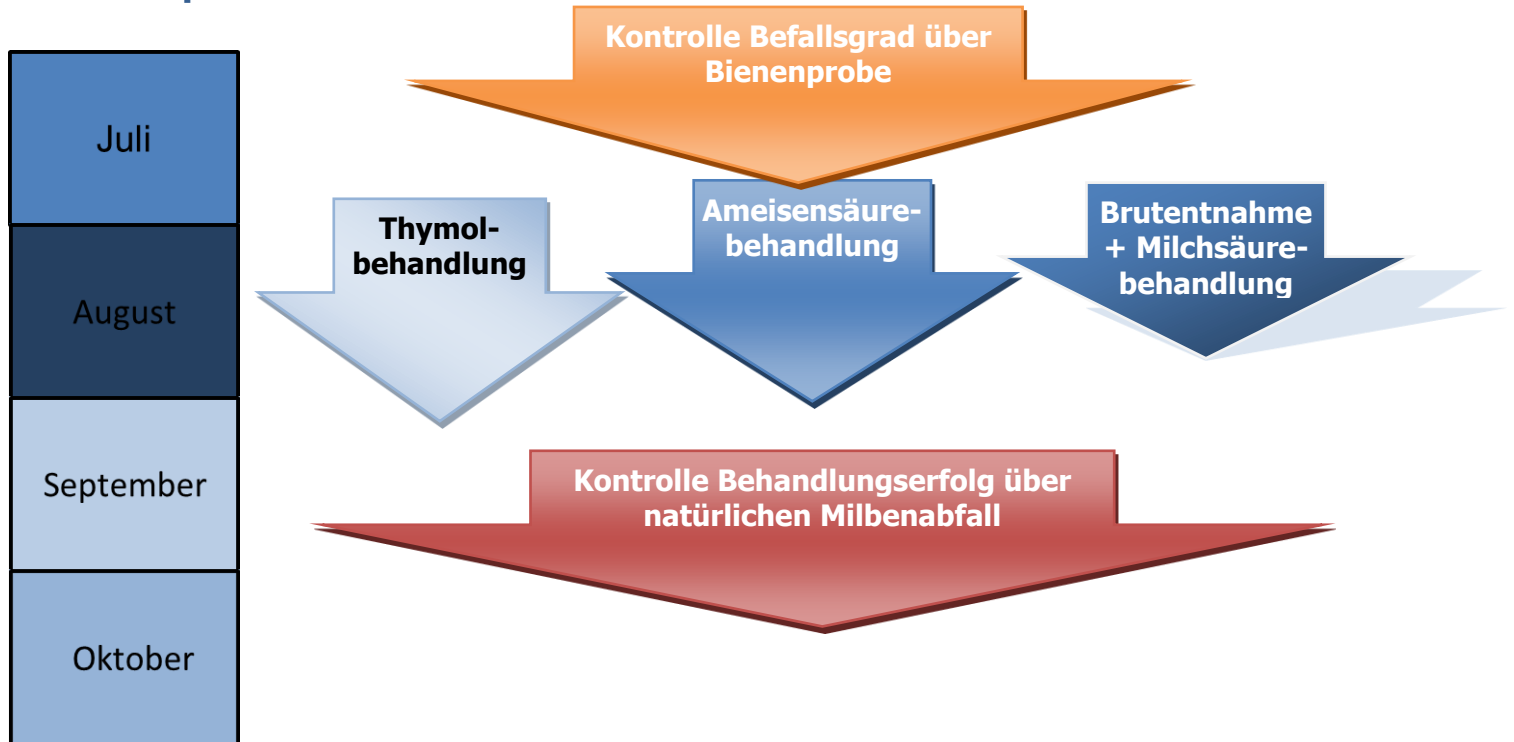 Kontrolle Befallsgrad über
Bienenprobe
Juli
Thymol-
behandlung
Ameisensäure-
behandlung
Brutentnahme
+ Milchsäure-
behandlung
August
September
Kontrolle Behandlungserfolg über
natürlichen Milbenabfall
Oktober